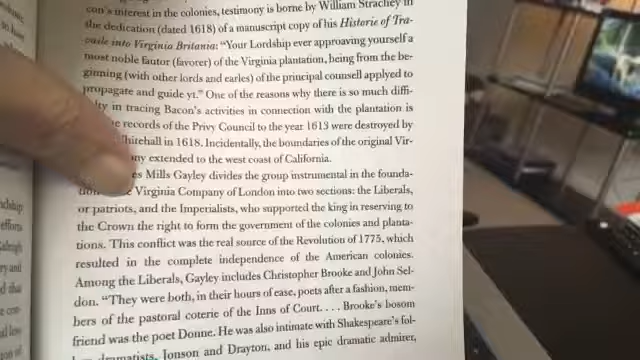 con's interest in the colonies, testimony is borne by William Strachey in
the dedication (dated 1618) of a manuscript copy of his Historie of Tra-
vaile into Virginia Britania: "Your Lordship ever approaving yourself a
most noble fautor (favorer) of the Virginia plantation, being from the be-
ginning (with other lords and earles) of the principal counsell applyed to
propagate and guide yt." One of the reasons why there is so much diffi-
ty in tracing Bacon's activities in connection with the plantation is
e records of the Privy Council to the year 1613 were destroyed by
hitehall in 1618. Incidentally, the boundaries of the original Vir-
ny extended to the west coast of California.
es Mills Gayley divides the group instrumental in the founda-
Virginia Company of London into two sections: the Liberals,
or patriots, and the Imperialists, who supported the king in reserving to
the Crown the right to form the government of the colonies and planta-
tions. This conflict was the real source of the Revolution of 1775, which
resulted in the complete independence of the American colonies.
Among the Liberals, Gayley includes Christopher Brooke and John Sel-
don. "They were both, in their hours of ease, poets after a fashion, mem-
bers of the pastoral coterie of the Inns of Court. . . . Brooke's bosom
friend was the poet Donne. He was also intimate with Shakespeare's fol-
dramatists, Jonson and Drayton, and his epic dramatic admirer,